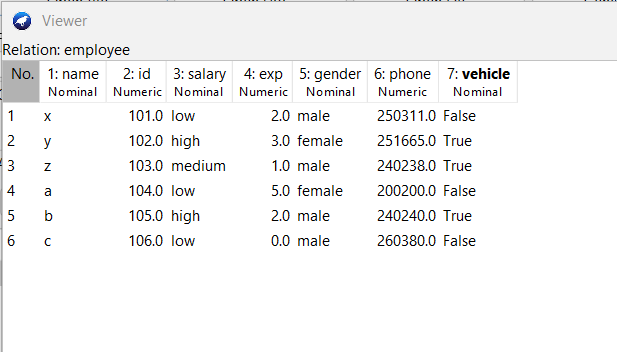 Viewer
Relation: employee
No. 1: name 2: id 3: salary 4: exp 5: gender 6: phone 7: vehicle
Nominal Numeric Nominal Numeric Nominal Numeric Nominal
1 x 101.0 low 2.0 male 250311.0 False
2 y 102.0 high 3.0 female 251665.0 True
3 z 103.0 medium 1.0 male 240238.0 True
4 a 104.0 low 5.0 female 200200.0 False
5 b 105.0 high 2.0 male 240240.0 True
6 c 106.0 low 0.0 male 260380.0 False